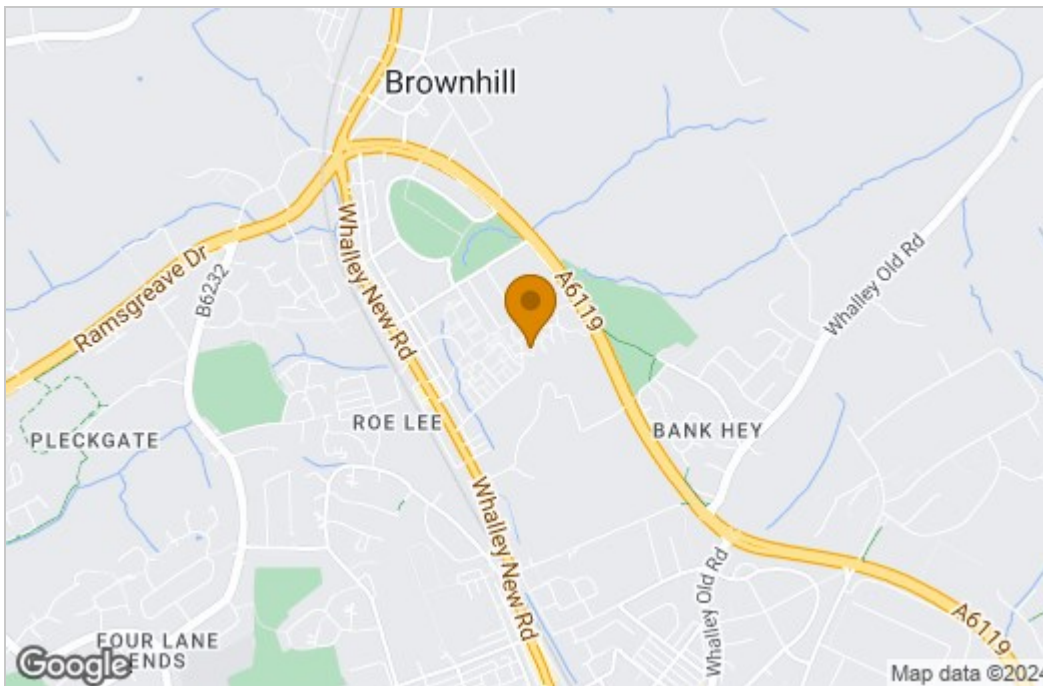 Brownhill
Whalley Old Rd
Ramsgreave Dr
B6232
Whalley New Rd
A6119
PLECKGATE
ROE LEE
BANK HEY
Whalley New Rd
Whalley Old Rd
A6119
FOUR LANE
ENDS
Google
Map data ©2024